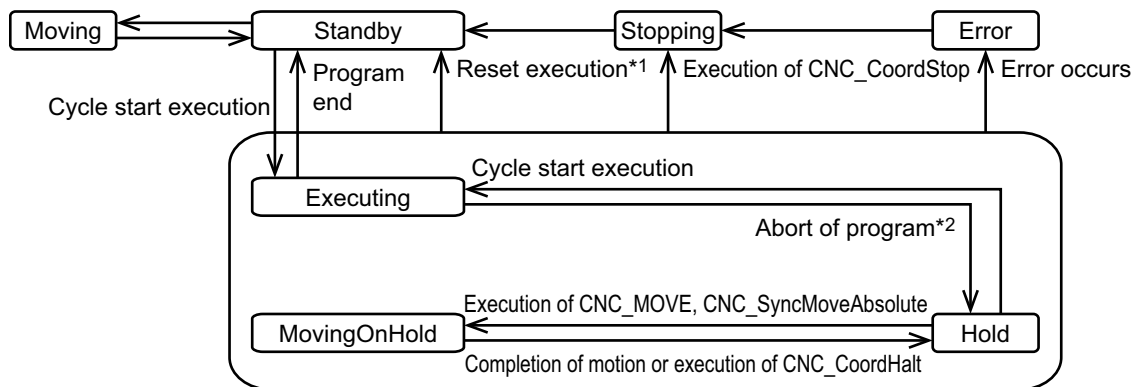 Moving
Standby
Stopping
Error
Cycle start execution
Program
end
Reset execution*1
Execution of CNC_CoordStop
Error occurs
Executing
Cycle start execution
Abort of program*2
Execution of CNC_MOVE, CNC_SyncMoveAbsolute
MovingOnHold
Hold
Completion of motion or execution of CNC_CoordHalt